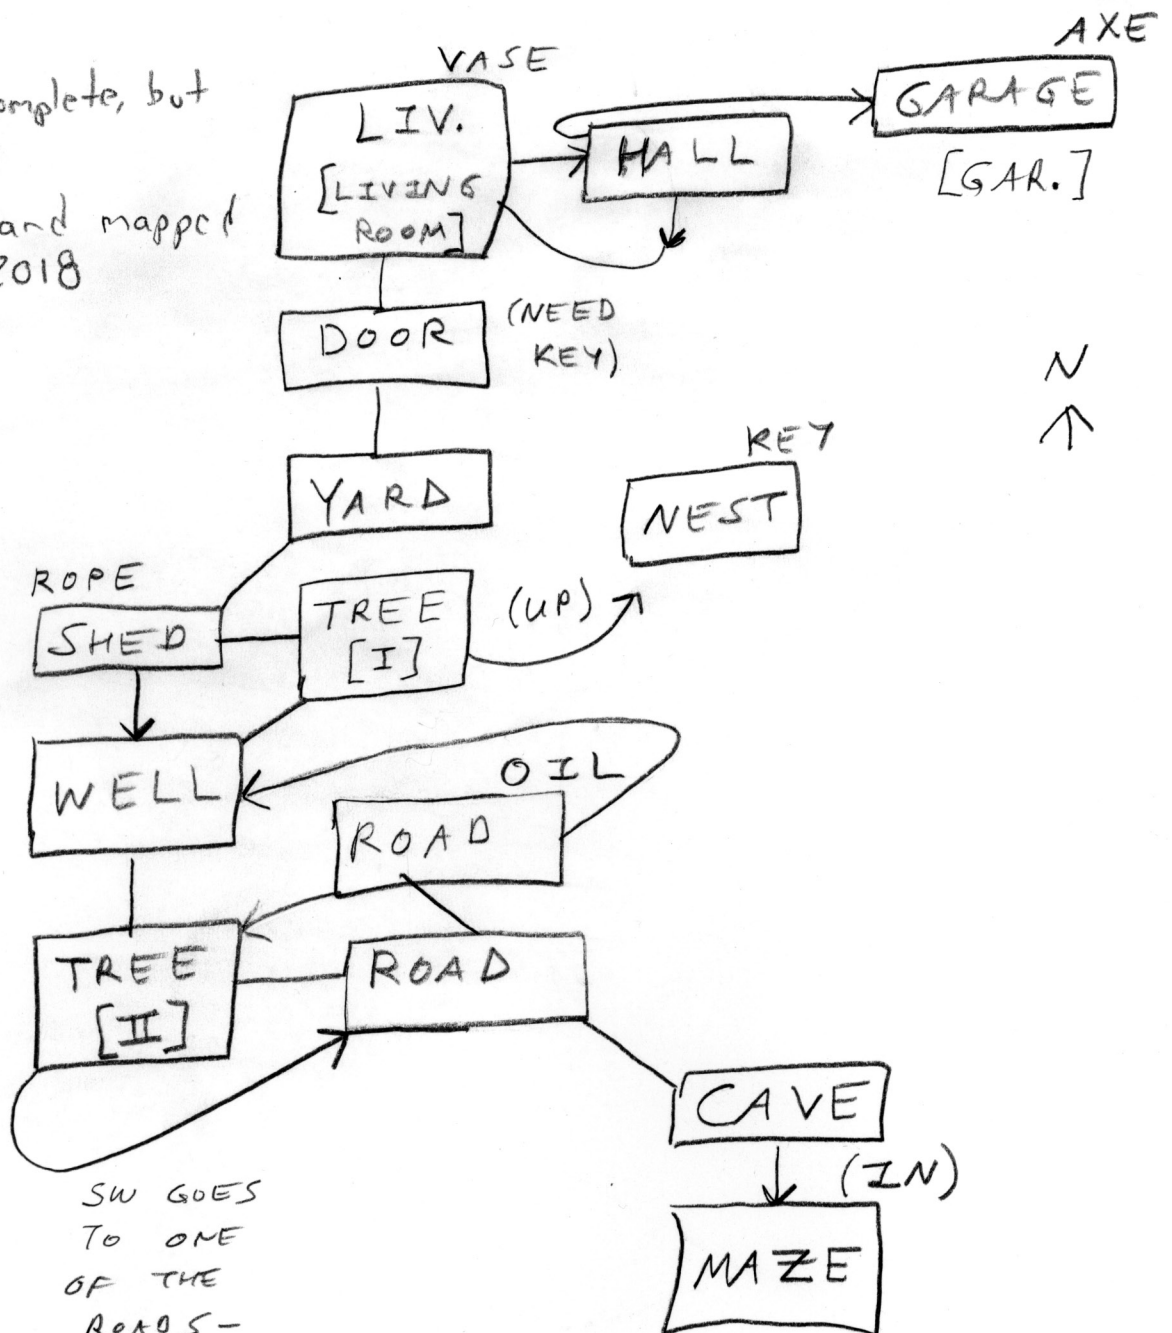 AXE
VASE
omplete, but
GARAGE
LIV.
HALL
[GAR.]
[LIVING
ROOM]
and mapped
2018
DOOR
(NEED
KEY)
N
KEY
YARD
NEST
ROPE
SHED
TREE
[I]
(UP)
WELL
OIL
ROAD
TREE
[II]
ROAD
CAVE
(IN)
MAZE
SW GOES
TO ONE
OF THE
ROADS-